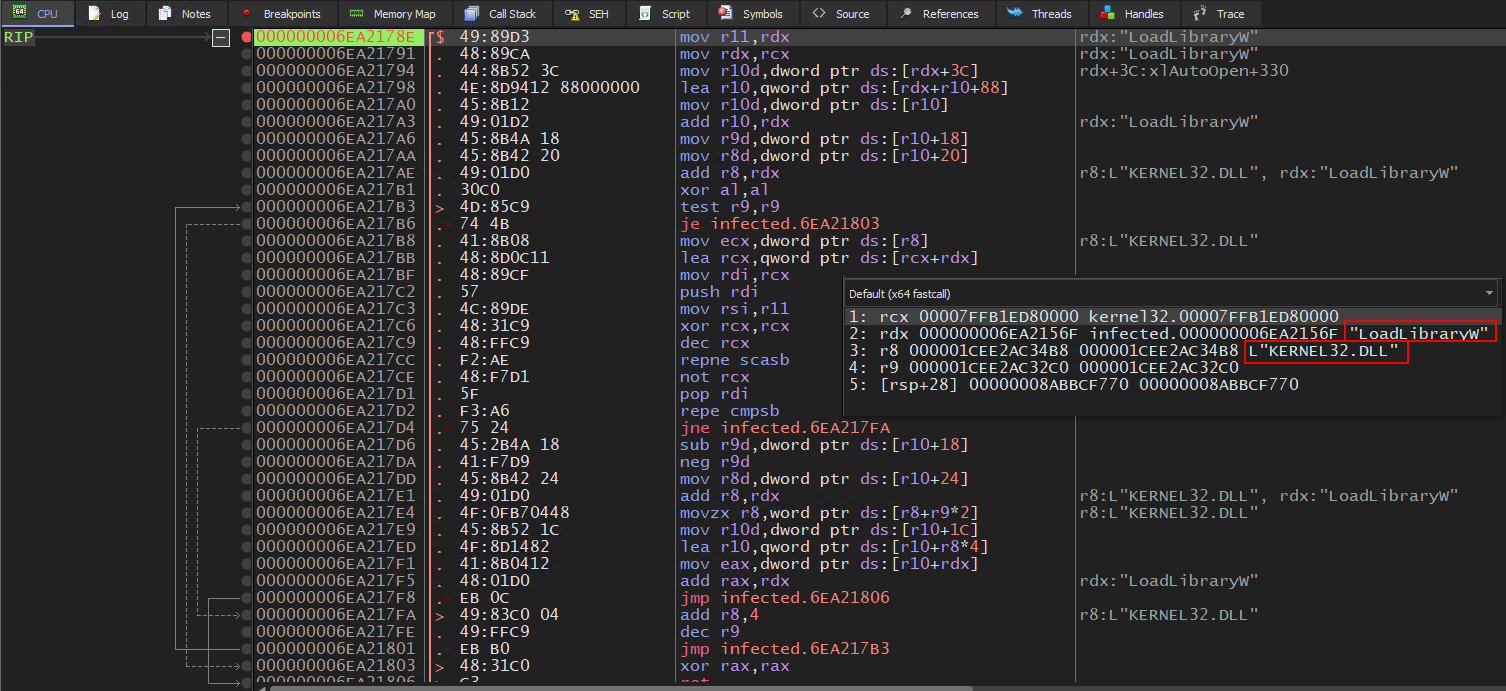 CPU Log Notes Breakpoints Memory Map Call Stack SEH Script Symbols Source References Threads Handles Trace
RIP 000000006EA2178E $ 49:89D3 mov r11,rdx rdx:"LoadLibraryW"
000000006EA21791 . 48:89CA mov rdx,rcx rdx:"LoadLibraryW"
000000006EA21794 . 44:8B52 3C mov r10d,dword ptr ds:[rdx+3C] rdx+3C:xlAutoOpen+330
000000006EA21798 . 4E:8D9412 88000000 lea r10,qword ptr ds:[rdx+r10+88]
000000006EA217A0 . 45:8B12 mov r10d,dword ptr ds:[r10]
000000006EA217A3 . 49:01D2 add r10,rdx rdx:"LoadLibraryW"
000000006EA217A6 . 45:8B4A 18 mov r9d,dword ptr ds:[r10+18]
000000006EA217AA . 45:8B42 20 mov r8d,dword ptr ds:[r10+20]
000000006EA217AE . 49:01D0 add r8,rdx r8:L"KERNEL32.DLL", rdx:"LoadLibraryW"
000000006EA217B1 . 30C0 xor al,al
000000006EA217B3 > 4D:85C9 test r9,r9
000000006EA217B6 . 74 4B je infected.6EA21803
000000006EA217B8 . 41:8B08 mov ecx,dword ptr ds:[r8] r8:L"KERNEL32.DLL"
000000006EA217BB . 48:8D0C11 lea rcx,qword ptr ds:[rcx+rdx]
000000006EA217BF . 48:89CF mov rdi,rcx
000000006EA217C2 . 57 push rdi
000000006EA217C3 . 4C:89DE mov rsi,r11
000000006EA217C6 . 48:31C9 xor rcx,rcx
000000006EA217C9 . 48:FFC9 dec rcx
000000006EA217CC . F2:AE repne scasb
000000006EA217CE . 48:F7D1 not rcx
000000006EA217D1 . 5F pop rdi
000000006EA217D2 . F3:A6 repe cmpsb
000000006EA217D4 . 75 24 jne infected.6EA217FA
000000006EA217D6 . 45:2B4A 18 sub r9d,dword ptr ds:[r10+18]
000000006EA217DA . 41:F7D9 neg r9d
000000006EA217DD . 45:8B42 24 mov r8d,dword ptr ds:[r10+24]
000000006EA217E1 . 49:01D0 add r8,rdx r8:L"KERNEL32.DLL", rdx:"LoadLibraryW"
000000006EA217E4 . 4F:0FB70448 movzx r8,word ptr ds:[r8+r9*2] r8:L"KERNEL32.DLL"
000000006EA217E9 . 45:8B52 1C mov r10d,dword ptr ds:[r10+1C]
000000006EA217ED . 4F:8D1482 lea r10,qword ptr ds:[r10+r8*4]
000000006EA217F1 . 41:8B0412 mov eax,dword ptr ds:[r10+rdx]
000000006EA217F5 . 48:01D0 add rax,rdx rdx:"LoadLibraryW"
000000006EA217F8 . EB 0C jmp infected.6EA21806
000000006EA217FA > 49:83C0 04 add r8,4 r8:L"KERNEL32.DLL"
000000006EA217FE . 49:FFC9 dec r9
000000006EA21801 . EB B0 jmp infected.6EA217B3
000000006EA21803 > 48:31C0 xor rax,rax
000000006EA21806 C3 ret
Default (x64 fastcall)
1: rcx 00007FFB1ED80000 kernel32.00007FFB1ED80000
2: rdx 000000006EA2156F infected.000000006EA2156F "LoadLibraryW"
3: r8 000001CEE2AC34B8 000001CEE2AC34B8 L"KERNEL32.DLL"
4: r9 000001CEE2AC32C0 000001CEE2AC32C0
5: [rsp+28] 00000008ABBCF770 00000008ABBCF770